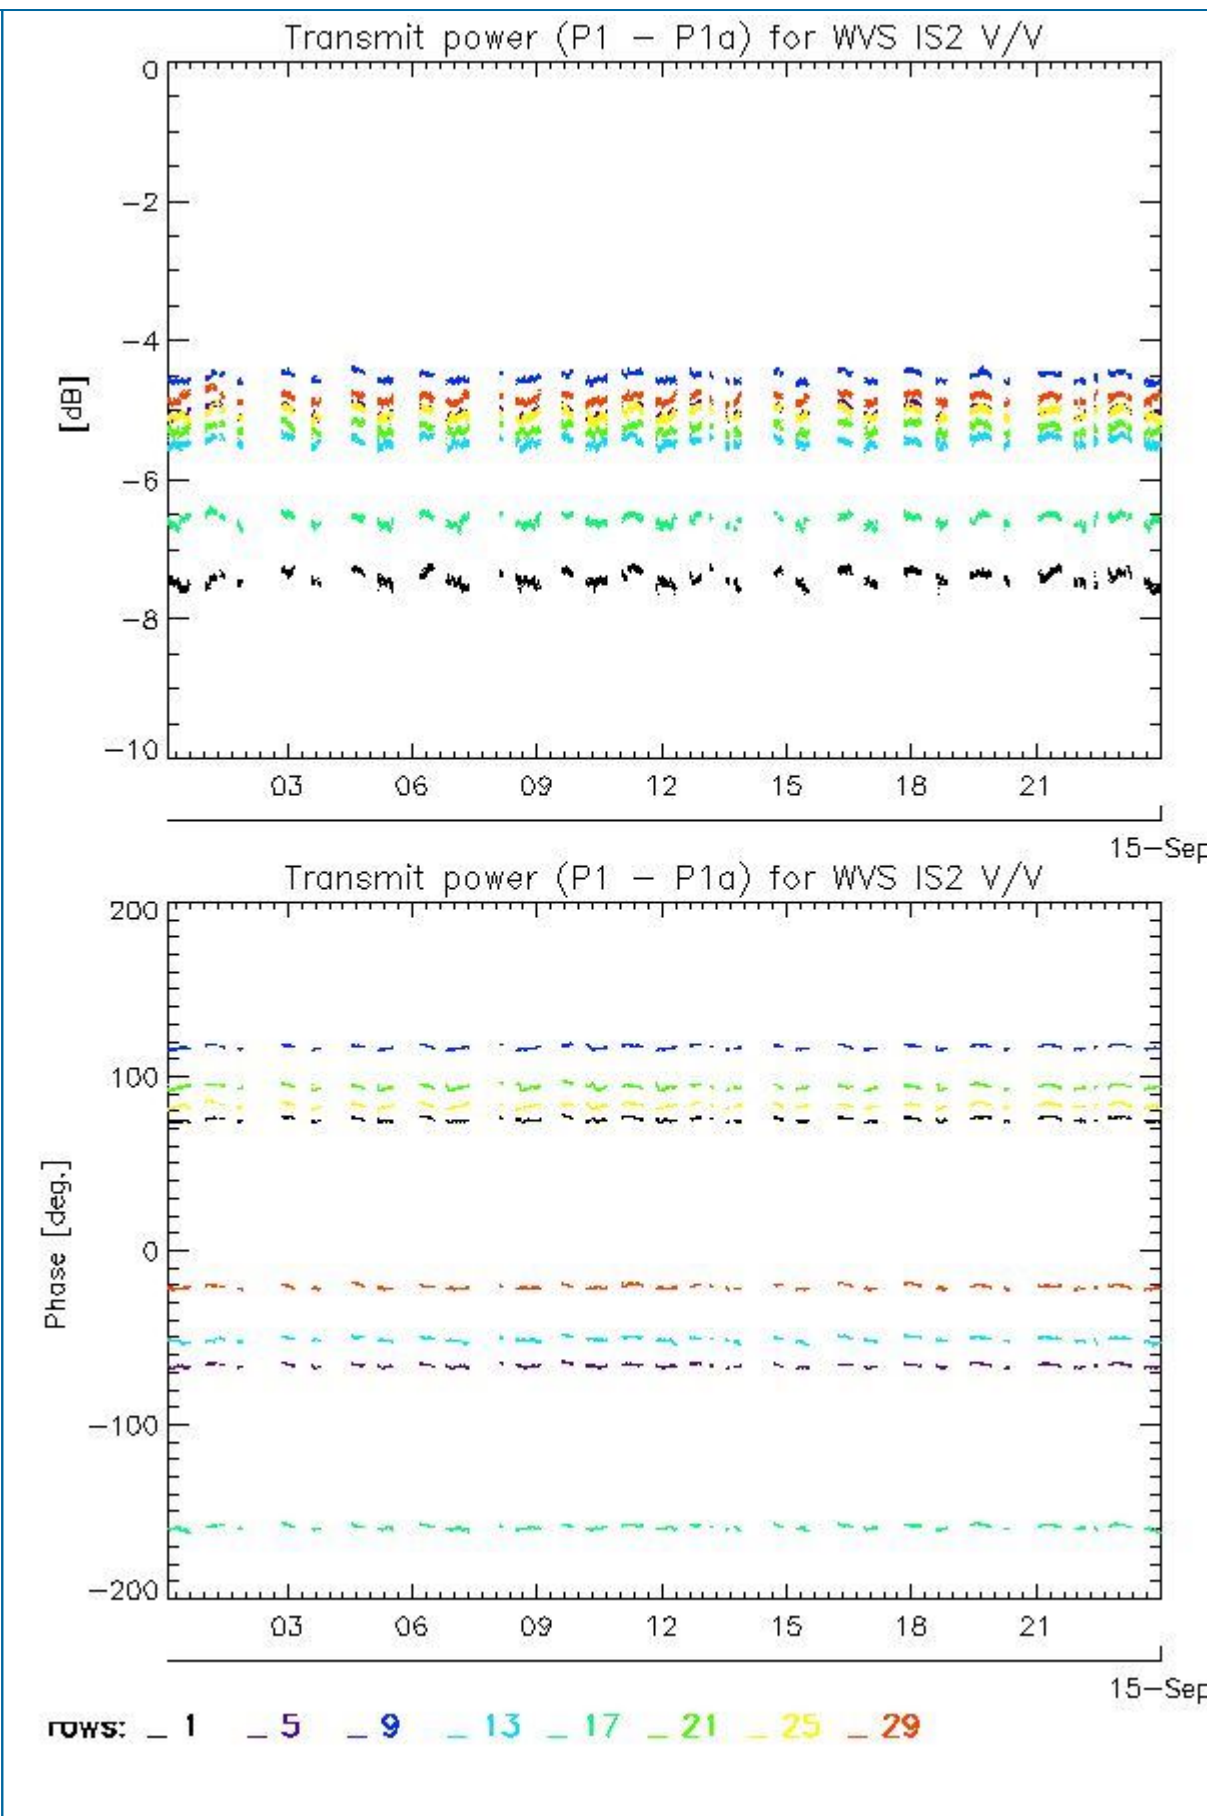 Transmit power (P1 - P1a) for WVS IS2 V/V
0
-2
-4
[dB]
-6
-8
-10
03 06 09 12 15 18 21
15-Sep
Transmit power (P1 - P1a) for WVS IS2 V/V
200
100
Phase [deg.]
0
-100
-200
03 06 09 12 15 18 21
15-Sep
rows: _ 1 _ 5 _ 9 _ 13 _ 17 _ 21 _ 25 _ 29